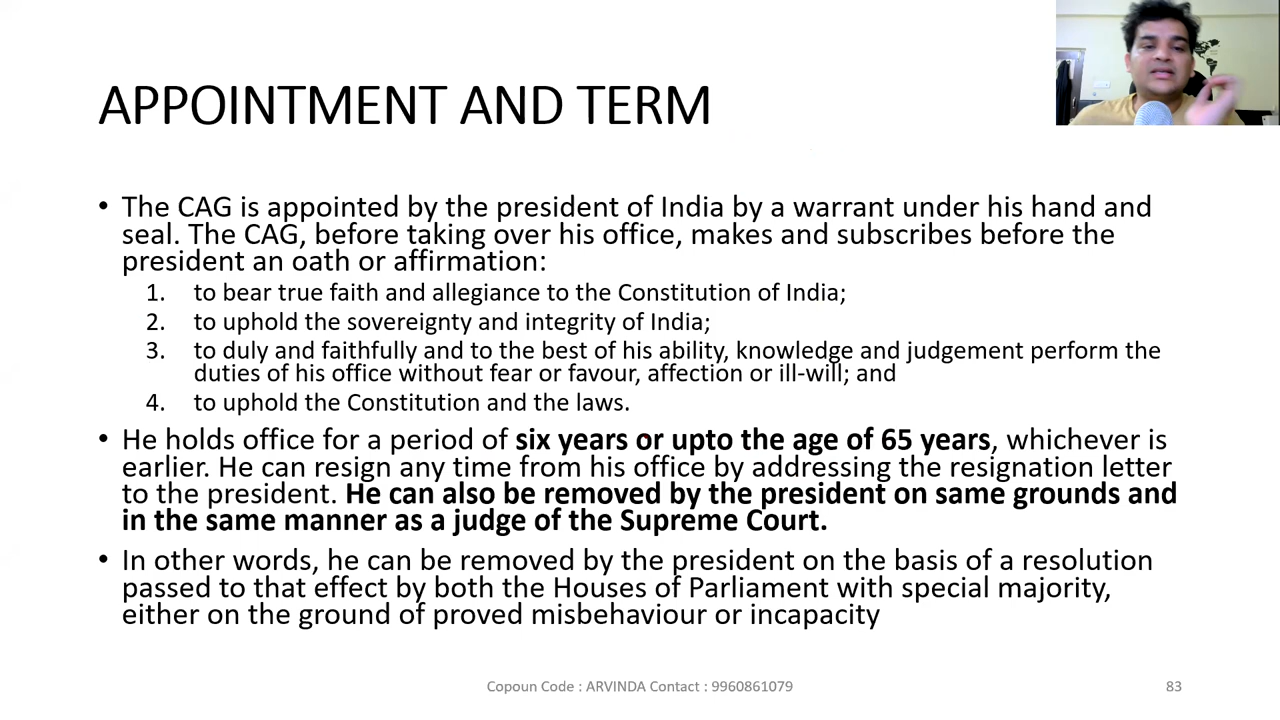 APPOINTMENT AND TERM
• The CAG is appointed by the president of India by a warrant under his hand and
seal. The CAG, before taking over his office, makes and subscribes before the
president an oath or affirmation:
1. to bear true faith and allegiance to the Constitution of India;
2. to uphold the sovereignty and integrity of India;
3. to duly and faithfully and to the best of his ability, knowledge and judgement perform the
duties of his office without fear or favour, affection or ill-will; and
4. to uphold the Constitution and the laws.
• He holds office for a period of six years or upto the age of 65 years, whichever is
earlier. He can resign any time from his office by addressing the resignation letter
to the president. He can also be removed by the president on same grounds and
in the same manner as a judge of the Supreme Court.
• In other words, he can be removed by the president on the basis of a resolution
passed to that effect by both the Houses of Parliament with special majority,
either on the ground of proved misbehaviour or incapacity
Copoun Code : ARVINDA Contact : 9960861079
83